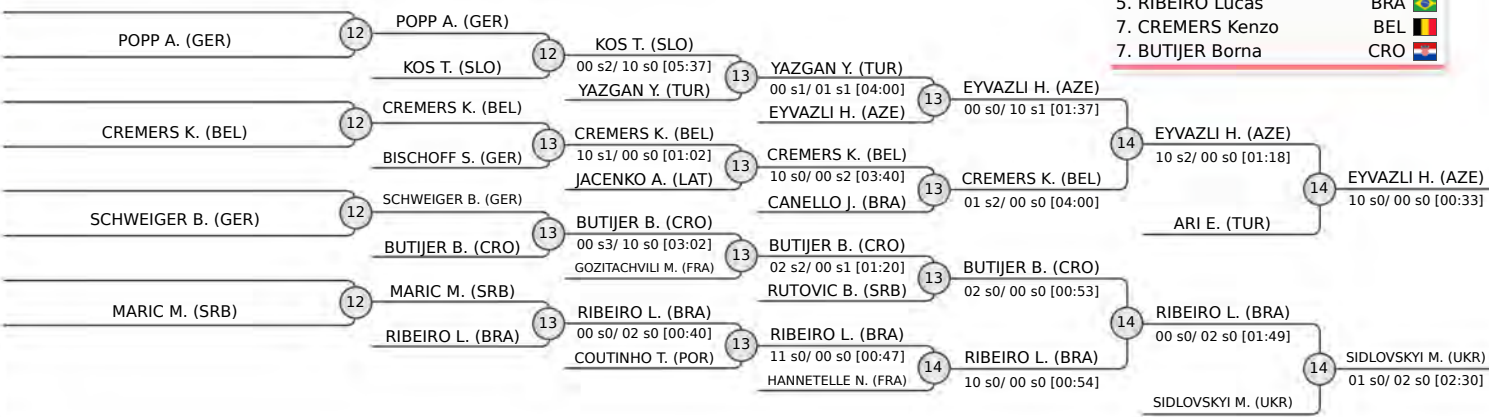 5. RIBEIRO Lucas BRA
7. CREMERS Kenzo BEL
7. BUTIJER Borna CRO
12
POPP A. (GER)
POPP A. (GER)
12
KOS T. (SLO)
KOS T. (SLO)
00 s2/ 10 s0 [05:37]
13
YAZGAN Y. (TUR)
YAZGAN Y. (TUR)
00 s1/ 01 s1 [04:00]
13
EYVAZLI H. (AZE)
EYVAZLI H. (AZE)
00 s0/ 10 s1 [01:37]
12
CREMERS K. (BEL)
CREMERS K. (BEL)
13
BISCHOFF S. (GER)
CREMERS K. (BEL)
10 s1/ 00 s0 [01:02]
13
JACENKO A. (LAT)
CREMERS K. (BEL)
10 s0/ 00 s2 [03:40]
13
CANELLO J. (BRA)
CREMERS K. (BEL)
01 s2/ 00 s0 [04:00]
14
EYVAZLI H. (AZE)
10 s2/ 00 s0 [01:18]
14
ARI E. (TUR)
EYVAZLI H. (AZE)
10 s0/ 00 s0 [00:33]
12
SCHWEIGER B. (GER)
SCHWEIGER B. (GER)
13
BUTIJER B. (CRO)
BUTIJER B. (CRO)
00 s3/ 10 s0 [03:02]
13
GOZITACHVILI M. (FRA)
BUTIJER B. (CRO)
02 s2/ 00 s1 [01:20]
13
RUTOVIC B. (SRB)
BUTIJER B. (CRO)
02 s0/ 00 s0 [00:53]
12
MARIC M. (SRB)
MARIC M. (SRB)
13
RIBEIRO L. (BRA)
RIBEIRO L. (BRA)
00 s0/ 02 s0 [00:40]
13
COUTINHO T. (POR)
RIBEIRO L. (BRA)
11 s0/ 00 s0 [00:47]
14
HANNETELLE N. (FRA)
RIBEIRO L. (BRA)
10 s0/ 00 s0 [00:54]
14
RIBEIRO L. (BRA)
00 s0/ 02 s0 [01:49]
14
SIDLOVSKYI M. (UKR)
SIDLOVSKYI M. (UKR)
01 s0/ 02 s0 [02:30]